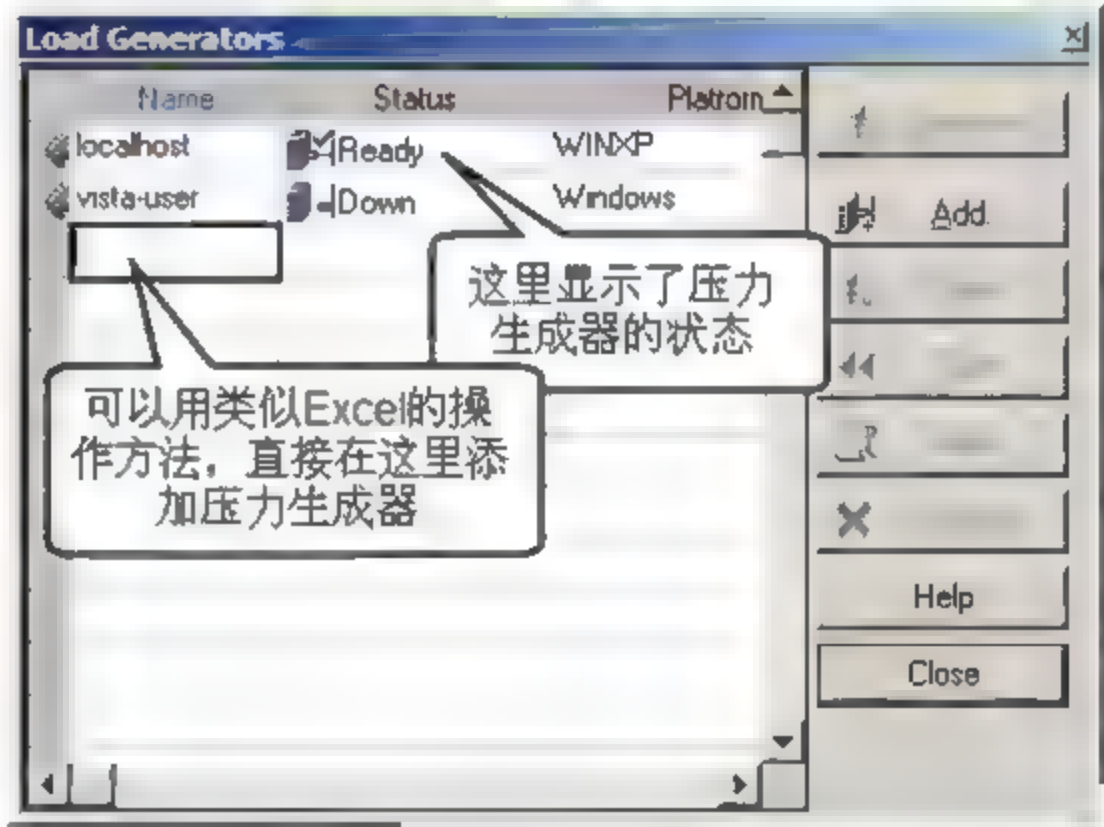 Load Generators
Name Status Platrom
localhost Ready WINXP
vista-user Down Windows
Add
这里显示了压力
生成器的状态
可以用类似Excel的操
作方法，直接在这里添
加压力生成器
Help
Close